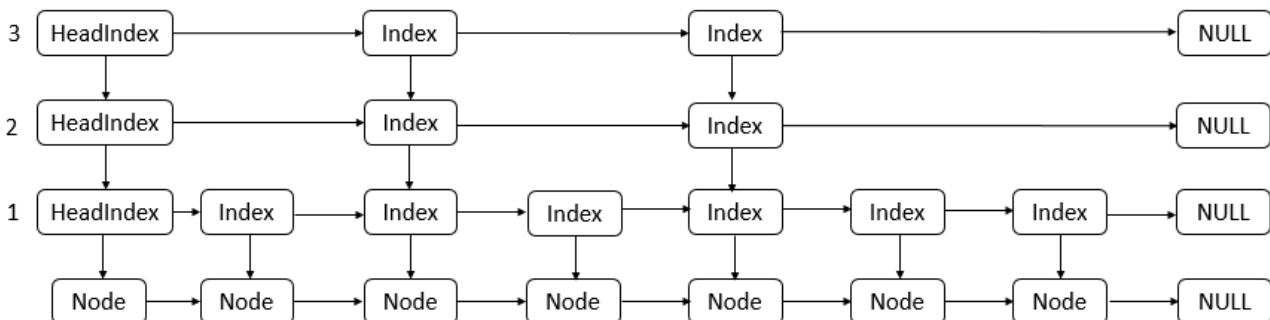 3 HeadIndex Index Index NULL
2 HeadIndex Index Index NULL
1 HeadIndex Index Index Index Index Index Index NULL
Node Node Node Node Node Node Node NULL